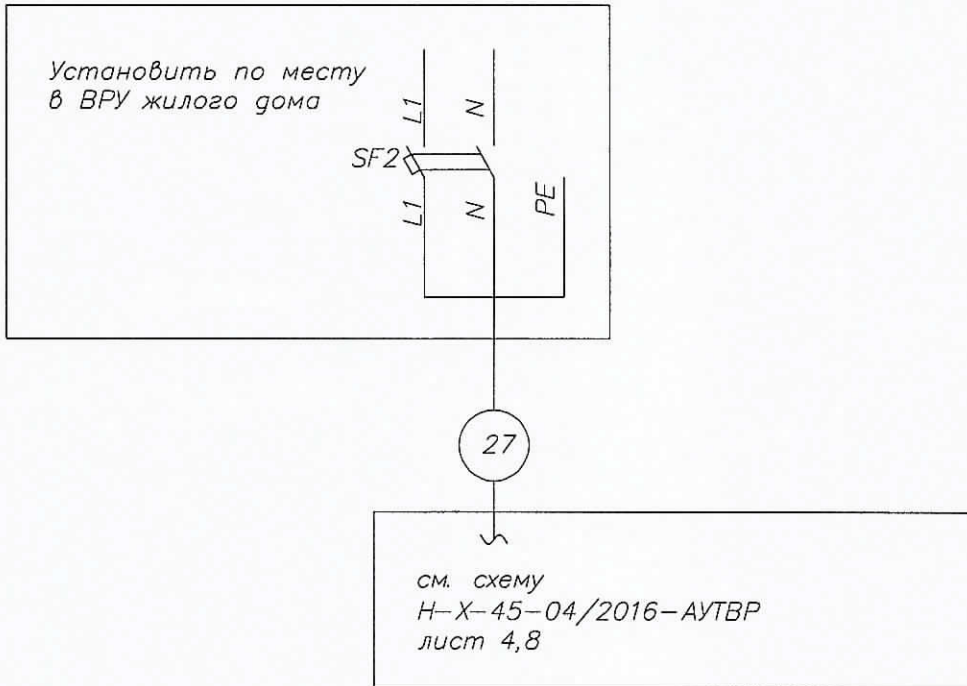 Установить по месту
в ВРУ жилого дома
L1
N
SF2
L1
N
PE
27
см. схему
Н-Х-45-04/2016-АУТВР
лист 4,8